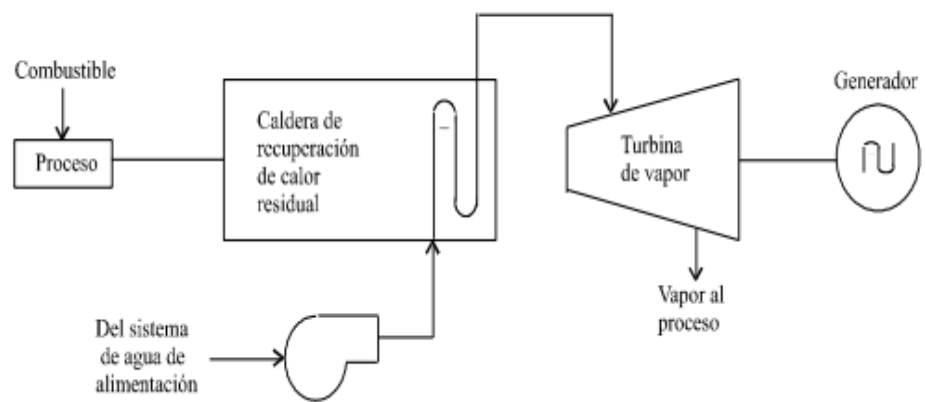 Combustible
Proceso
Caldera de
recuperación
de calor
residual
Turbina
de vapor
Generador
Vapor al
proceso
Del sistema
de agua de
alimentación